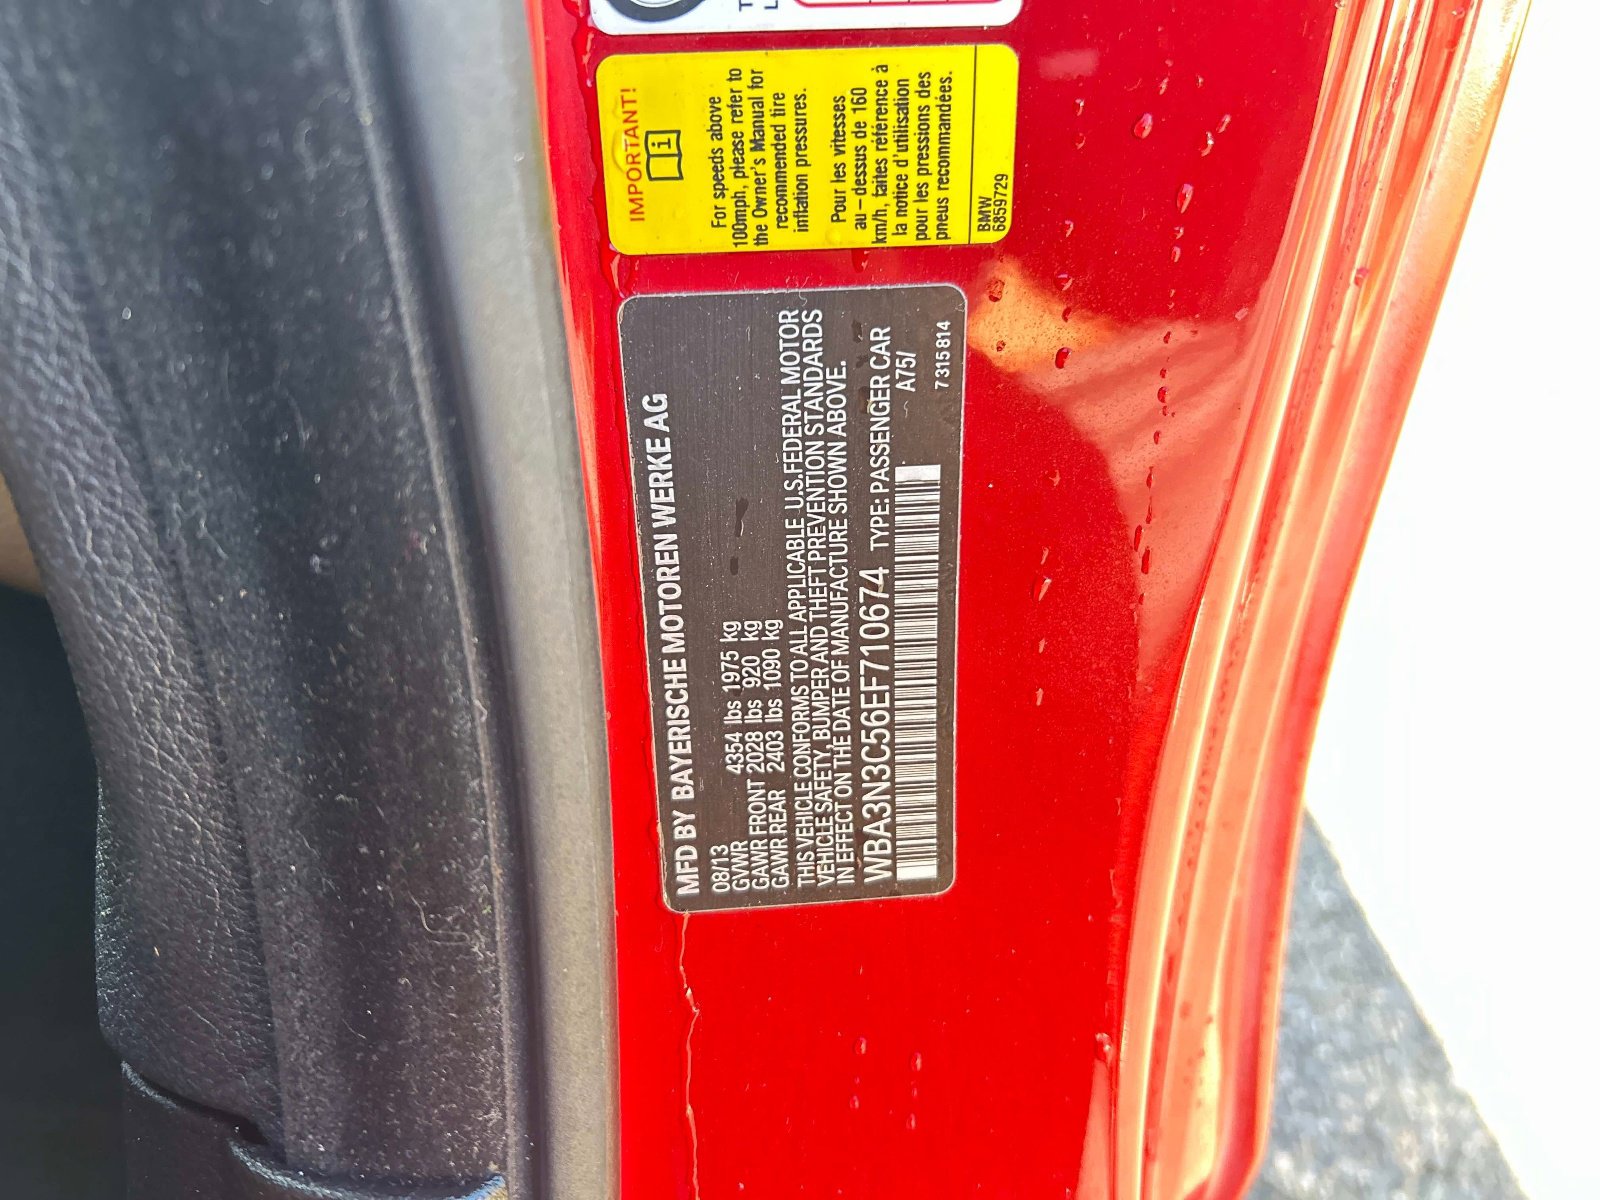 IMPORTANT!
For speeds above
100mph, please refer to
the Owner's Manual for
recommended tire
inflation pressures.
Pour les vitesses
au-dessus de 160
km/h, faites référence à
la notice d'utilisation
pour les pressions des
pneus recommandées.
BMW
6859729
MFD BY BAYERISCHE MOTOREN WERKE AG
08/13
GVWR 4354 lbs 1975 kg
GAWR FRONT 2028 lbs 920 kg
GAWR REAR 2403 lbs 1090 kg
THIS VEHICLE CONFORMS TO ALL APPLICABLE U.S.FEDERAL MOTOR
VEHICLE SAFETY, BUMPER AND THEFT PREVENTION STANDARDS
IN EFFECT ON THE DATE OF MANUFACTURE SHOWN ABOVE.
WBA3N3C56EF710674 TYPE: PASSENGER CAR
A75/
7315814